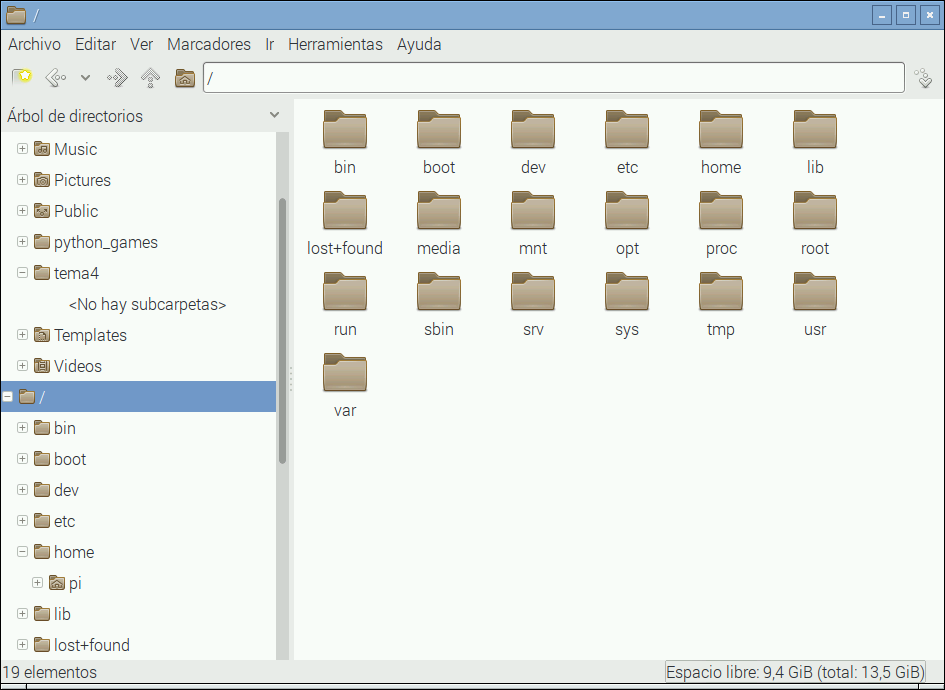 /
Archivo Editar Ver Marcadores Ir Herramientas Ayuda
/
Árbol de directorios
Music
Pictures
Public
python_games
tema4
<No hay subcarpetas>
Templates
Videos
/
bin
boot
dev
etc
home
pi
lib
lost+found
bin boot dev etc home lib
lost+found media mnt opt proc root
run sbin srv sys tmp usr
var
19 elementos
Espacio libre: 9,4 GiB (total: 13,5 GiB)